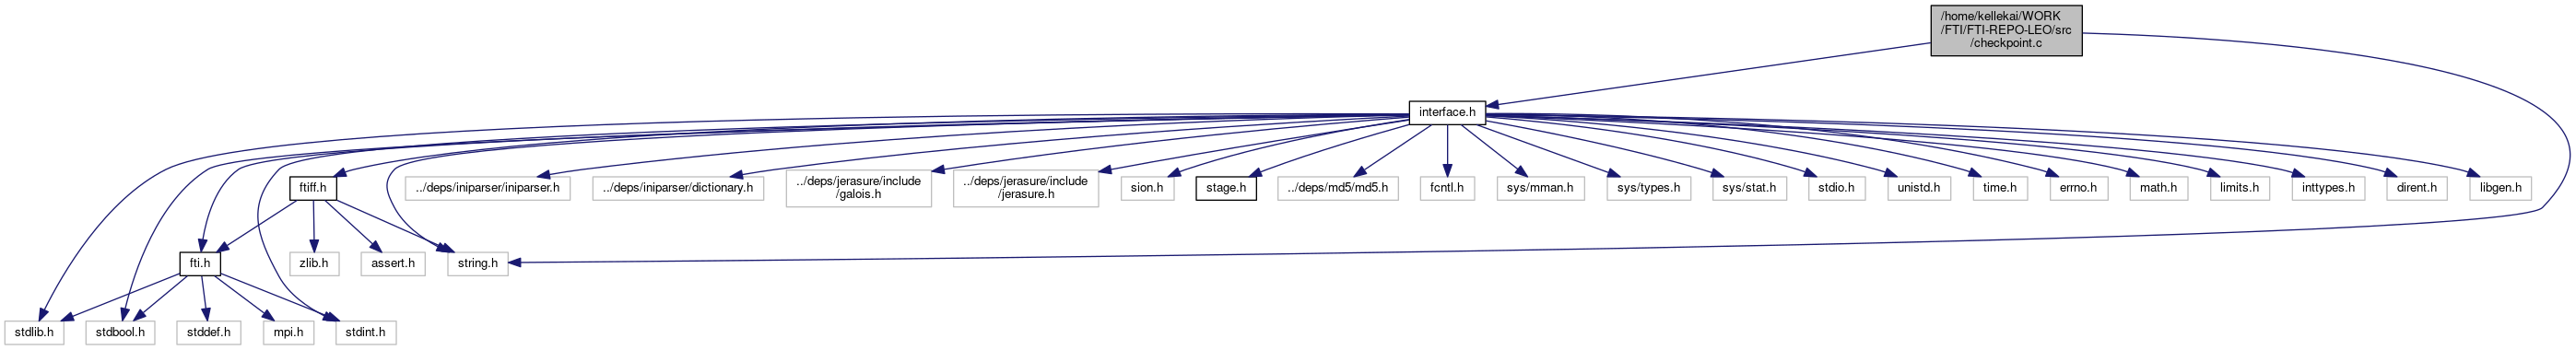 /home/kellekai/WORK
/FTI/FTI-REPO-LEO/src
/checkpoint.c
interface.h
ftiff.h
../deps/iniparser/iniparser.h
../deps/iniparser/dictionary.h
../deps/jerasure/include
/galois.h
../deps/jerasure/include
/jerasure.h
sion.h
stage.h
../deps/md5/md5.h
fcntl.h
sys/mman.h
sys/types.h
sys/stat.h
stdio.h
unistd.h
time.h
errno.h
math.h
limits.h
inttypes.h
dirent.h
libgen.h
fti.h
zlib.h
assert.h
string.h
stdlib.h
stdbool.h
stddef.h
mpi.h
stdint.h